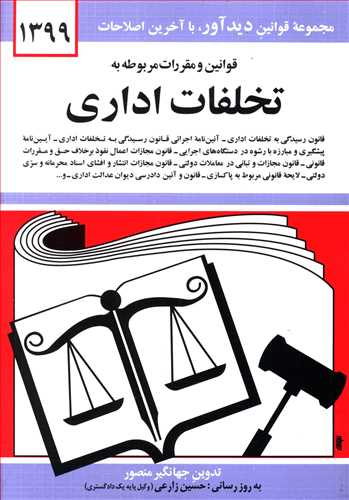 مجموعهٔ قوانین دیدآور، با آخرین اصلاحات
۱۳۹۹
قوانین و مقررات مربوطه به
تخلفات اداری
قانون رسیدگی به تخلفات اداری - آئین‌نامهٔ اجرائی قانون رسیدگی به تخلفات اداری - آیین‌نامهٔ
پیشگیری و مبارزه با رشوه در دستگاه‌های اجرایی - قانون مجازات اعمال نفوذ برخلاف حق و مقررات
قانونی - قانون مجازات و تبانی در معاملات دولتی - قانون مجازات انتشار و افشای اسناد محرمانه و سرّی
دولتی - لایحهٔ قانونی مربوط به پاکسازی - قانون و آئین دادرسی دیوان عدالت اداری - و...
تدوین جهانگیر منصور
به روز رسانی : حسین زارعی (وکیل پایه یک دادگستری)